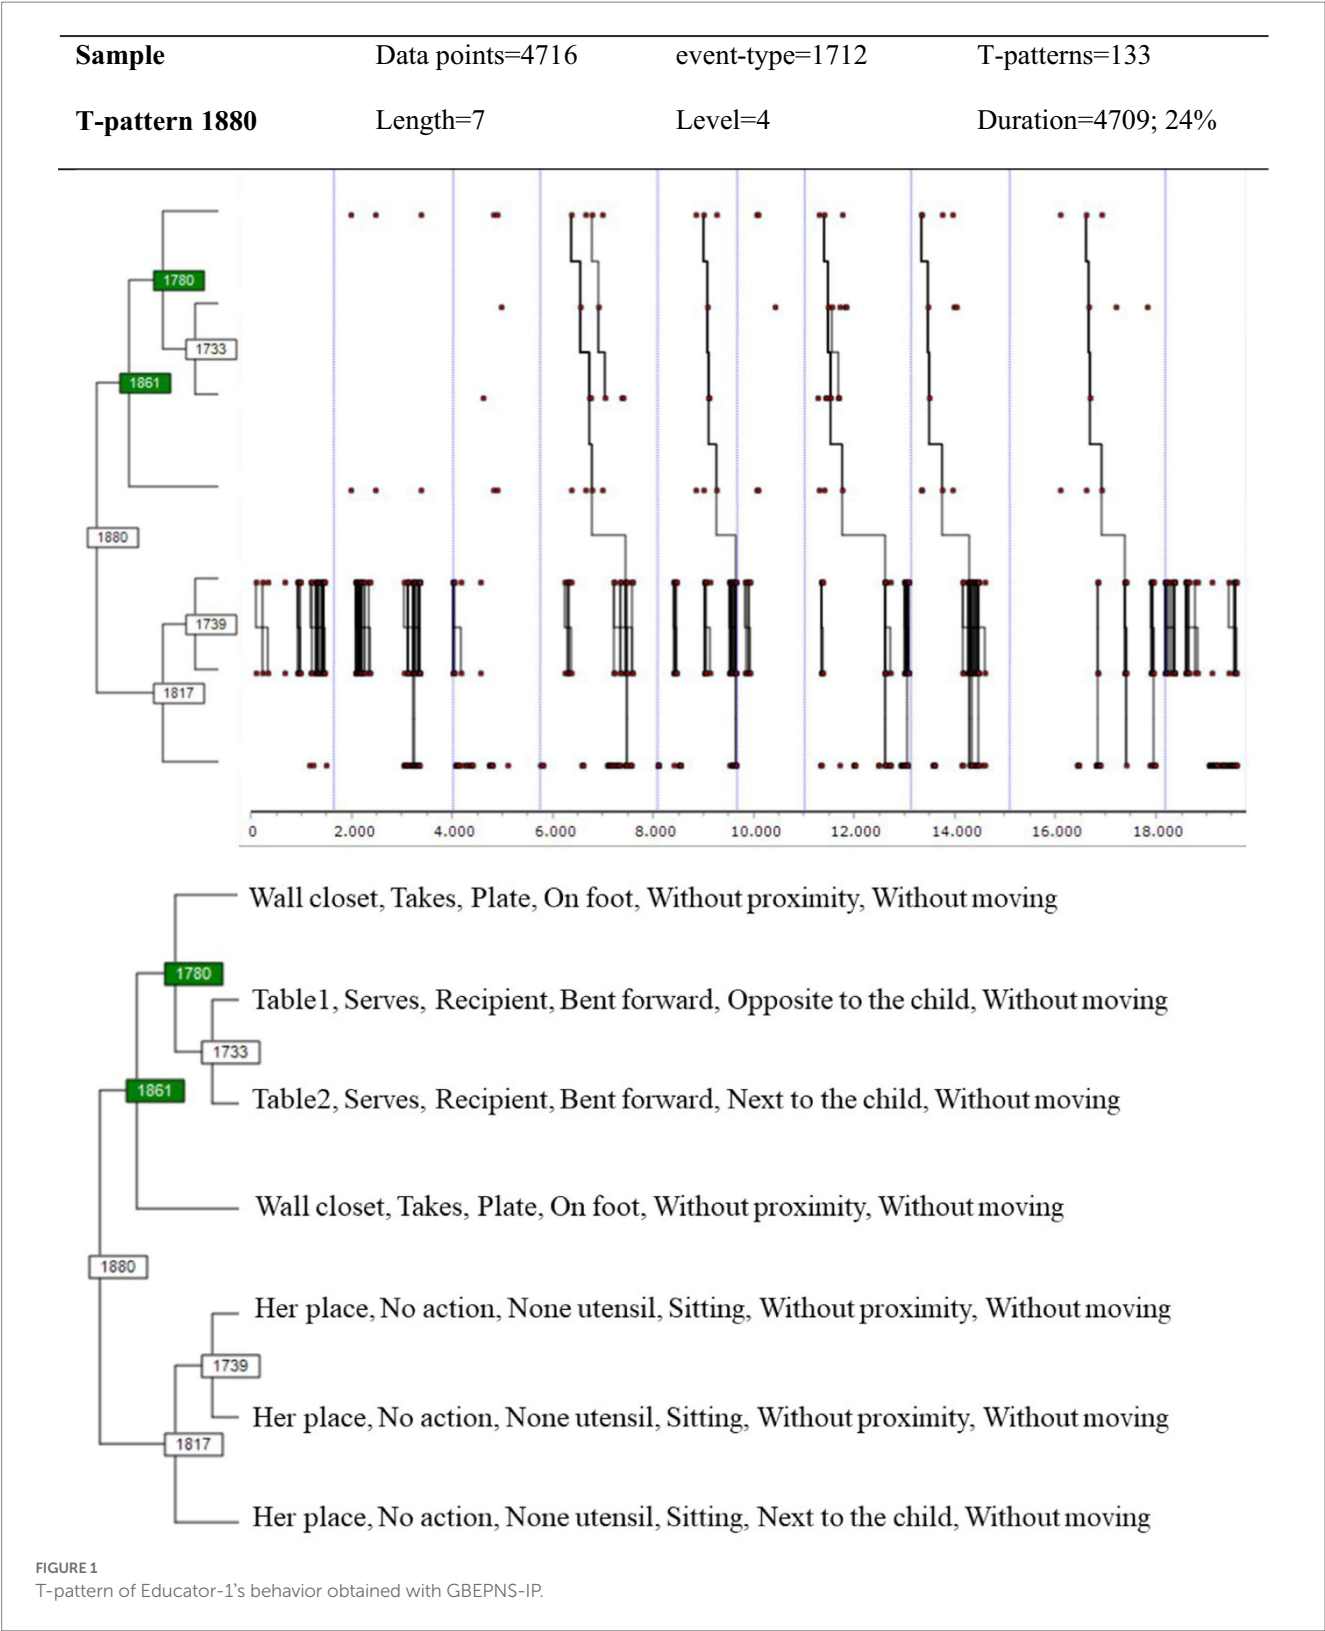 Sample Data points=4716 event-type=1712 T-patterns=133
T-pattern 1880 Length=7 Level=4 Duration=4709; 24%
1780
1733
1861
1880
1739
1817
0 2.000 4.000 6.000 8.000 10.000 12.000 14.000 16.000 18.000
Wall closet, Takes, Plate, On foot, Without proximity, Without moving
1780
Table1, Serves, Recipient, Bent forward, Opposite to the child, Without moving
1733
1861
Table2, Serves, Recipient, Bent forward, Next to the child, Without moving
Wall closet, Takes, Plate, On foot, Without proximity, Without moving
1880
Her place, No action, None utensil, Sitting, Without proximity, Without moving
1739
Her place, No action, None utensil, Sitting, Without proximity, Without moving
1817
Her place, No action, None utensil, Sitting, Next to the child, Without moving
FIGURE 1
T-pattern of Educator-1's behavior obtained with GBEPNS-IP.